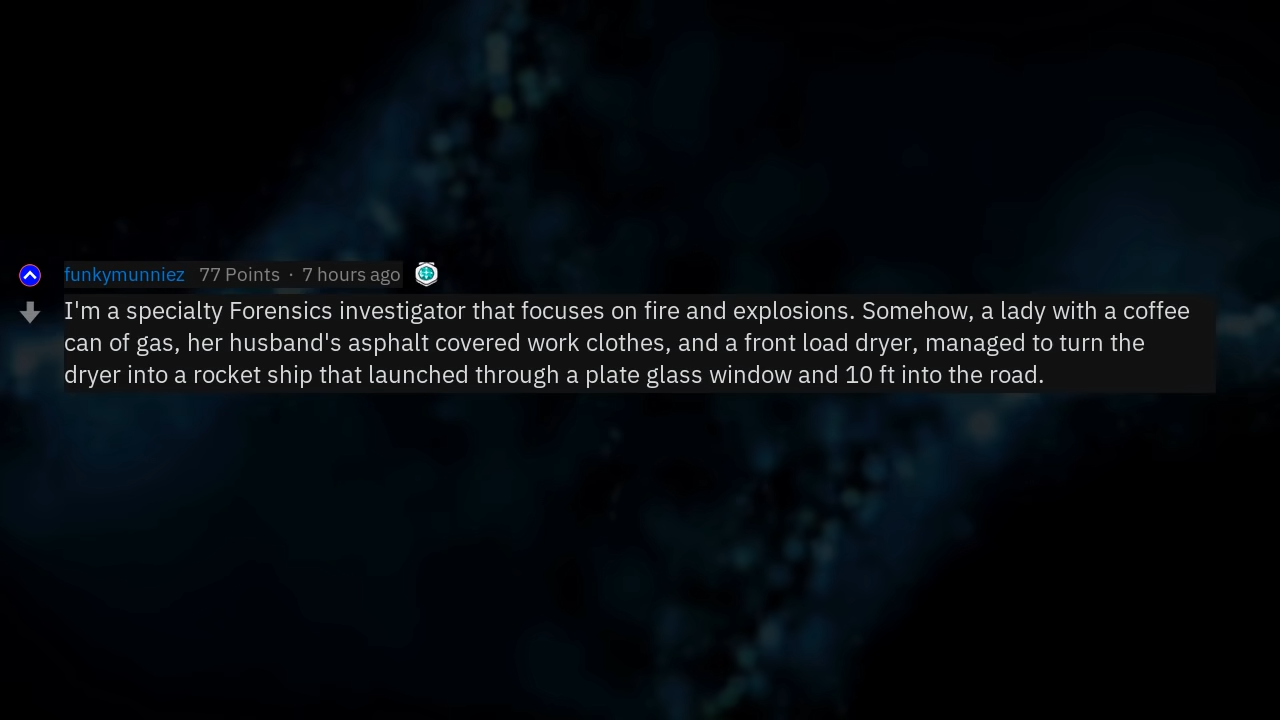 funkymunniez 77 Points · 7 hours ago
I'm a specialty Forensics investigator that focuses on fire and explosions. Somehow, a lady with a coffee
can of gas, her husband's asphalt covered work clothes, and a front load dryer, managed to turn the
dryer into a rocket ship that launched through a plate glass window and 10 ft into the road.